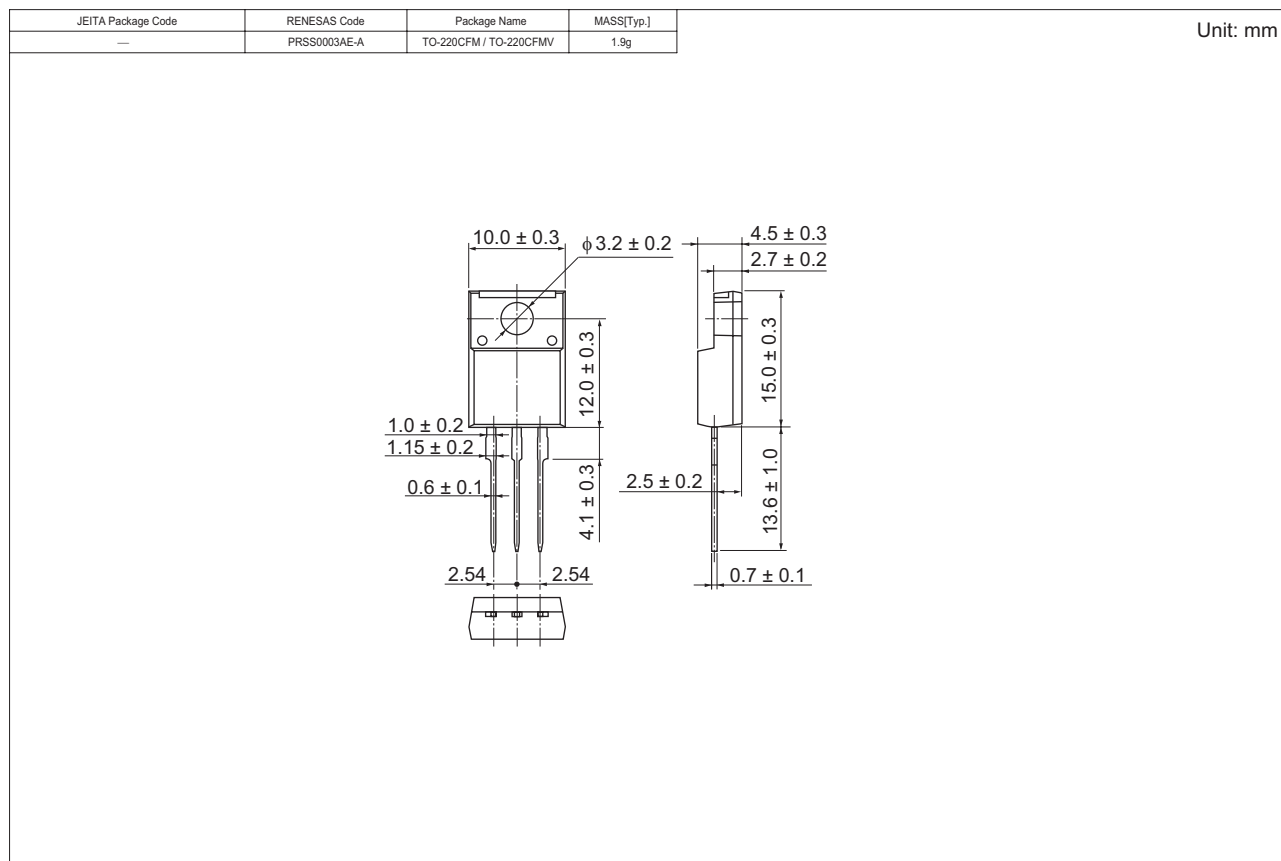 JEITA Package Code RENESAS Code Package Name MASS[Typ.]
— PRSS0003AE-A TO-220CFM / TO-220CFMV 1.9g
Unit: mm
10.0 ± 0.3
ϕ 3.2 ± 0.2
4.5 ± 0.3
2.7 ± 0.2
12.0 ± 0.3
15.0 ± 0.3
1.0 ± 0.2
1.15 ± 0.2
0.6 ± 0.1
4.1 ± 0.3
2.5 ± 0.2
13.6 ± 1.0
2.54 2.54
0.7 ± 0.1